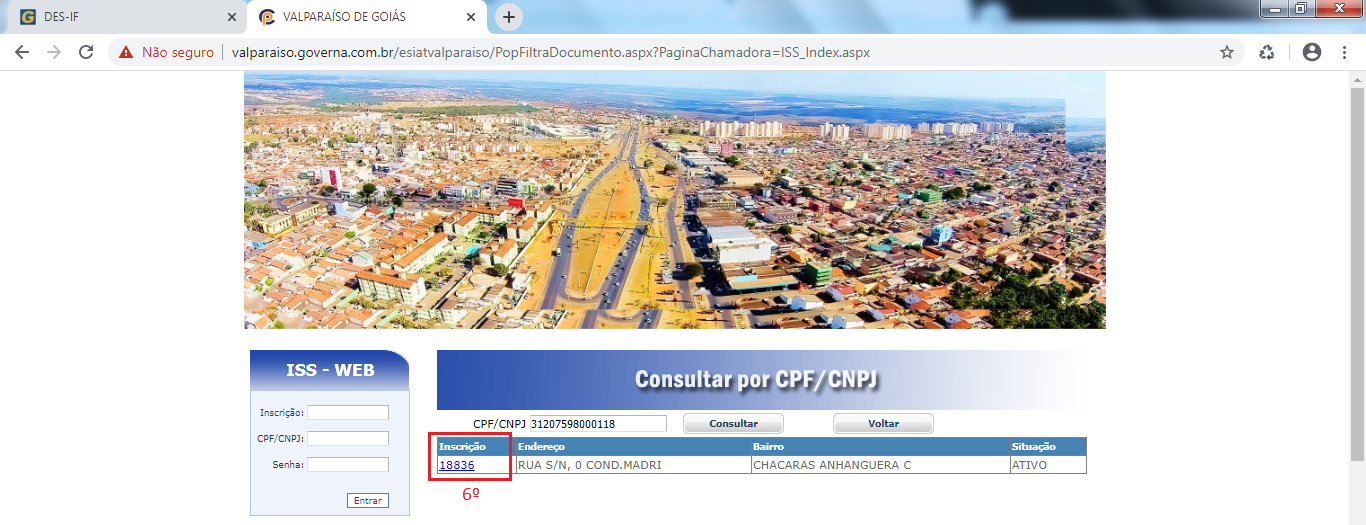 DES-IF
VALPARAÍSO DE GOIÁS
Não seguro | valparaiso.governa.com.br/esiatvalparaiso/PopFiltraDocumento.aspx?PaginaChamadora=ISS_Index.aspx
ISS - WEB
Inscrição:
CPF/CNPJ:
Senha:
Entrar
Consultar por CPF/CNPJ
CPF/CNPJ 31207598000118 Consultar Voltar
Inscrição Endereço Bairro Situação
18836 RUA S/N, 0 COND.MADRI CHACARAS ANHANGUERA C ATIVO
6º